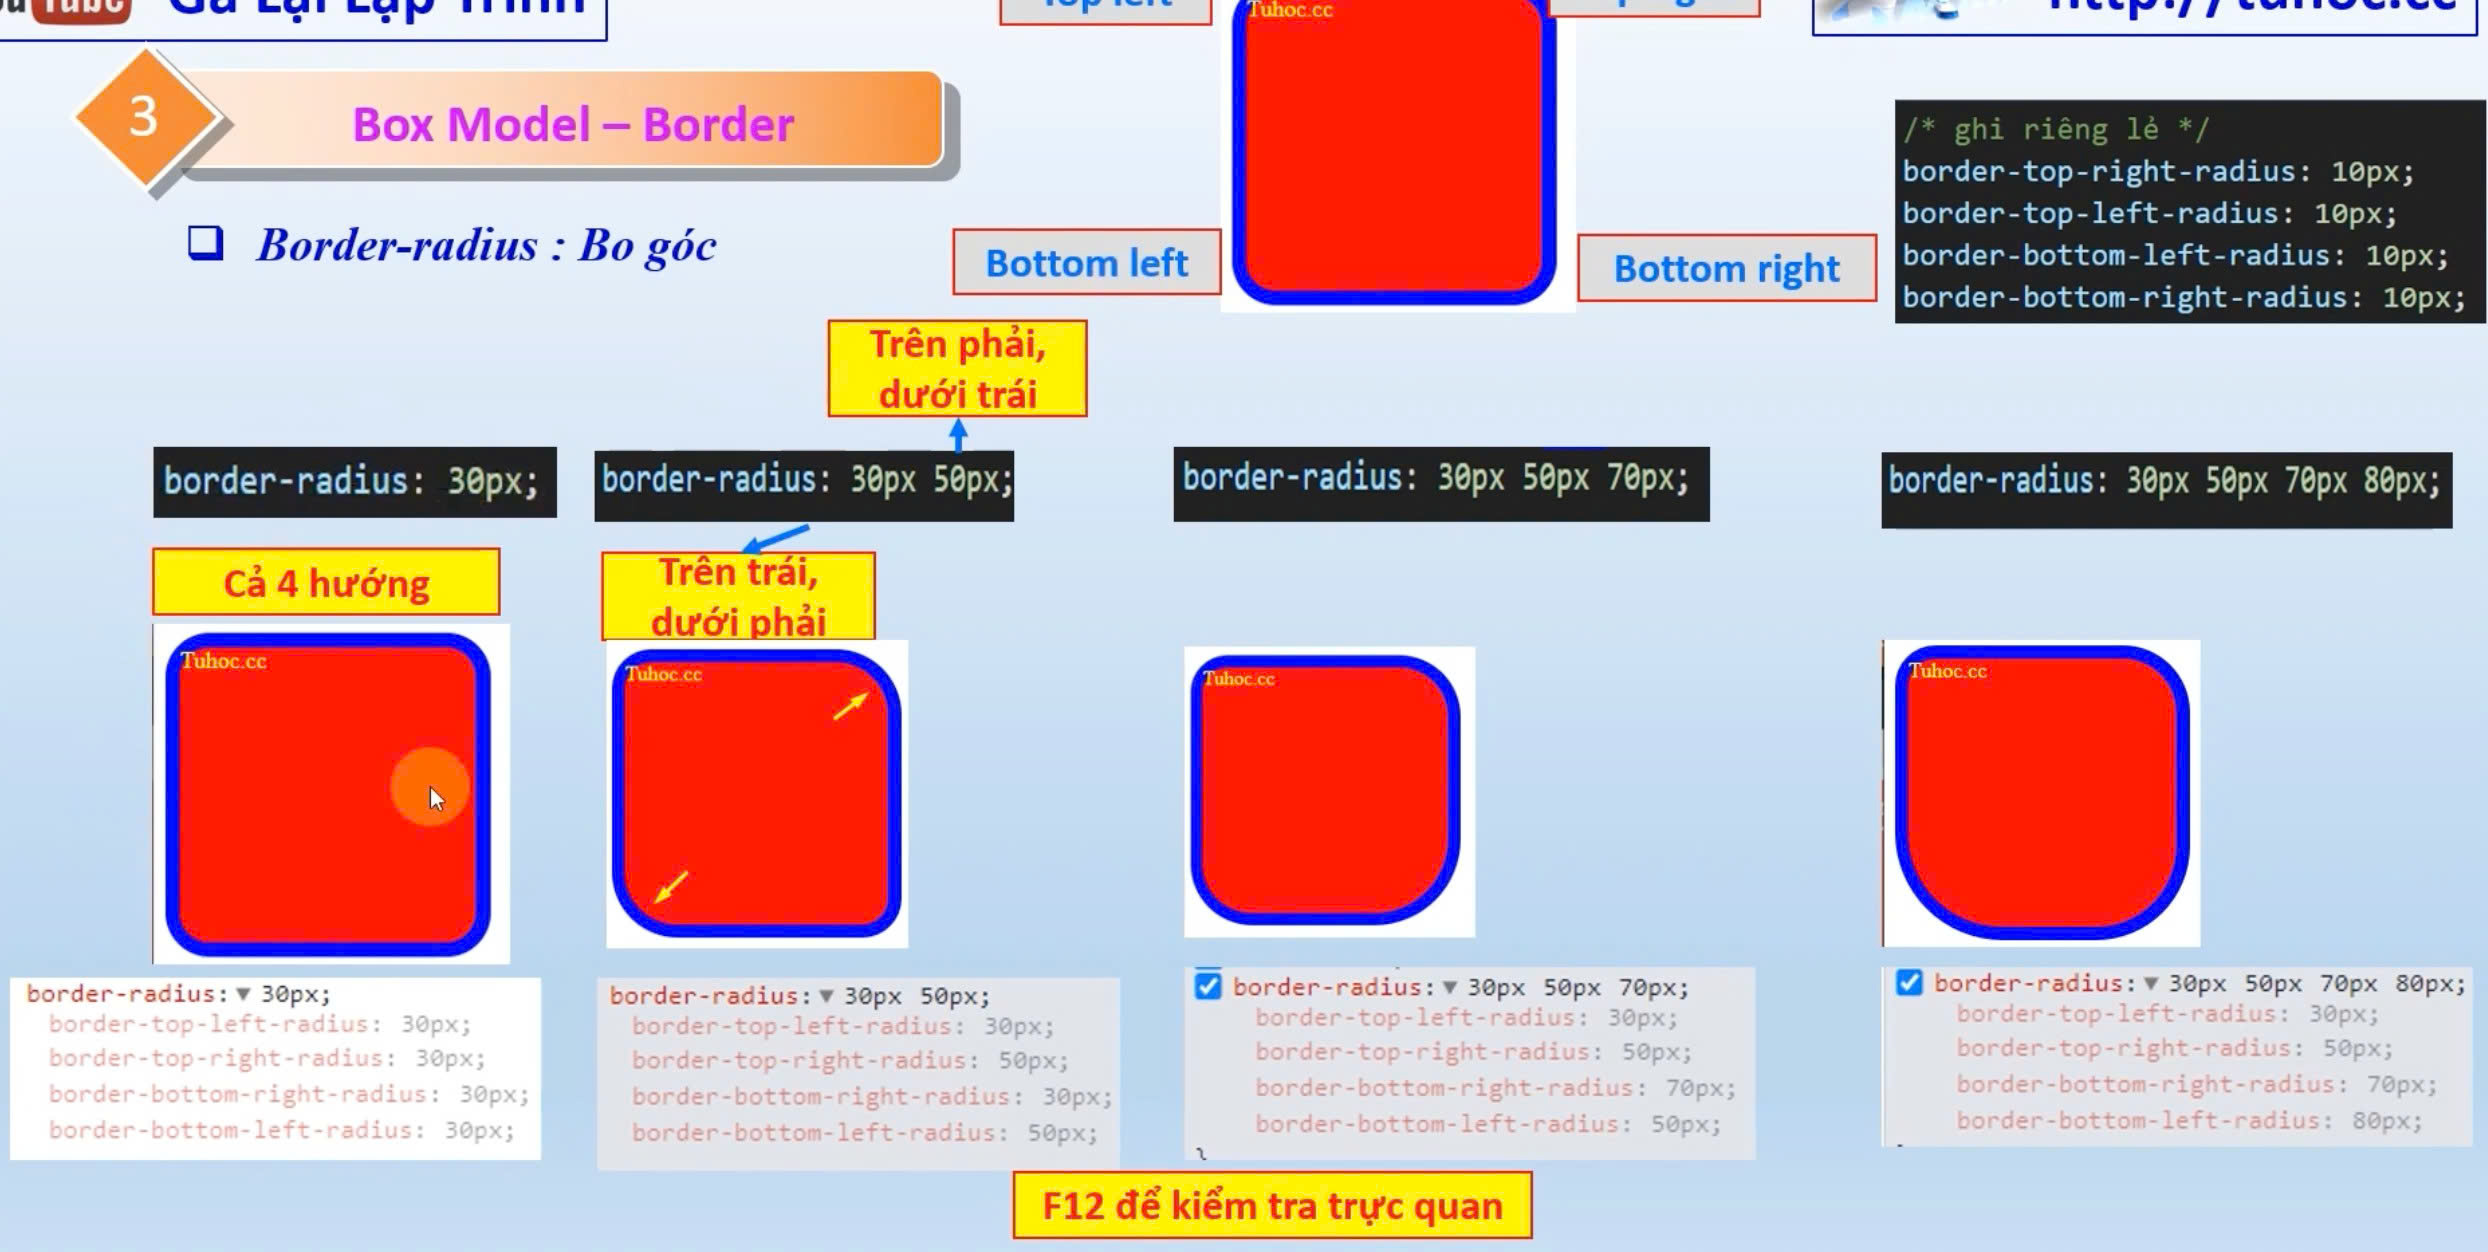 Tube Gà Lại Lập Trình
Top left
Tuhoc.cc
http://tuhoc.cc
3
Box Model – Border
❑ Border-radius : Bo góc
Bottom left
Bottom right
/* ghi riêng lẻ */
border-top-right-radius: 10px;
border-top-left-radius: 10px;
border-bottom-left-radius: 10px;
border-bottom-right-radius: 10px;
Trên phải,
dưới trái
border-radius: 30px;
border-radius: 30px 50px;
border-radius: 30px 50px 70px;
border-radius: 30px 50px 70px 80px;
Cả 4 hướng
Trên trái,
dưới phải
Tuhoc.cc
Tuhoc.cc
Tuhoc.cc
Tuhoc.cc
border-radius:▼ 30px;
border-top-left-radius: 30px;
border-top-right-radius: 30px;
border-bottom-right-radius: 30px;
border-bottom-left-radius: 30px;
border-radius:▼ 30px 50px;
border-top-left-radius: 30px;
border-top-right-radius: 50px;
border-bottom-right-radius: 30px;
border-bottom-left-radius: 50px;
border-radius:▼ 30px 50px 70px;
border-top-left-radius: 30px;
border-top-right-radius: 50px;
border-bottom-right-radius: 70px;
border-bottom-left-radius: 50px;
}
border-radius:▼ 30px 50px 70px 80px;
border-top-left-radius: 30px;
border-top-right-radius: 50px;
border-bottom-right-radius: 70px;
border-bottom-left-radius: 80px;
F12 để kiểm tra trực quan